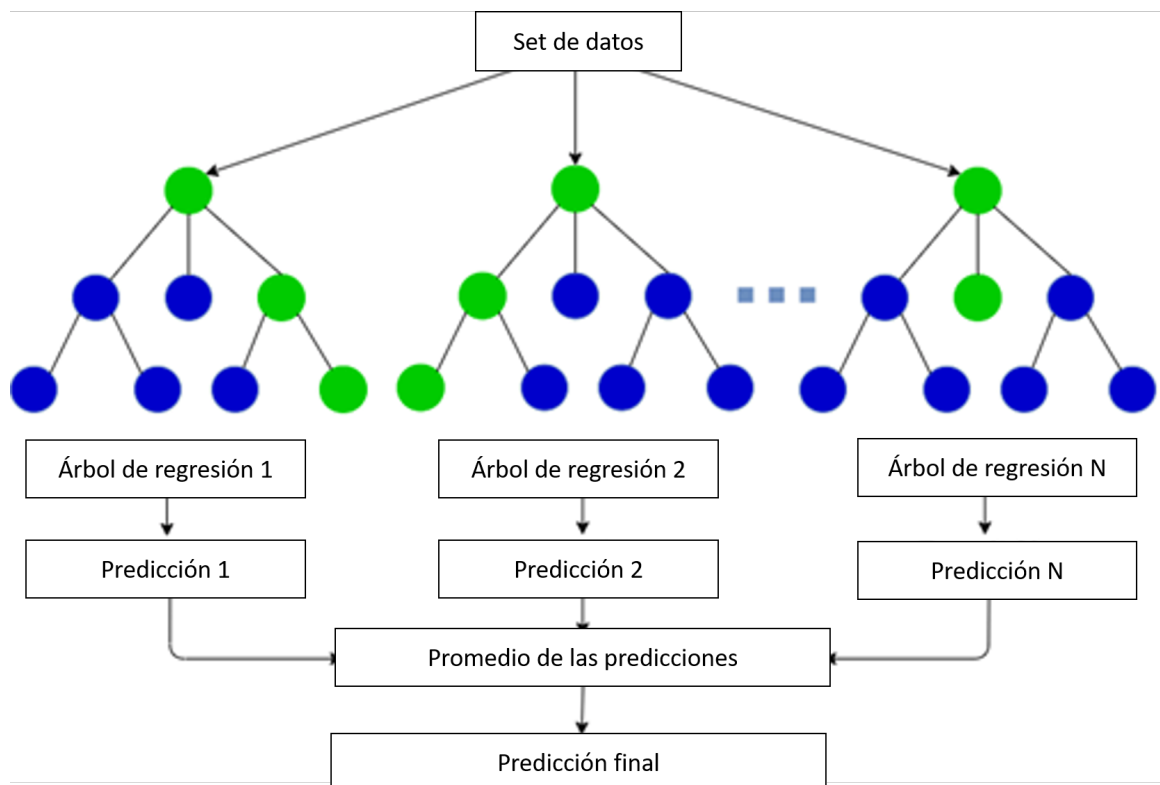 Set de datos
Árbol de regresión 1
Árbol de regresión 2
Árbol de regresión N
Predicción 1
Predicción 2
Predicción N
Promedio de las predicciones
Predicción final